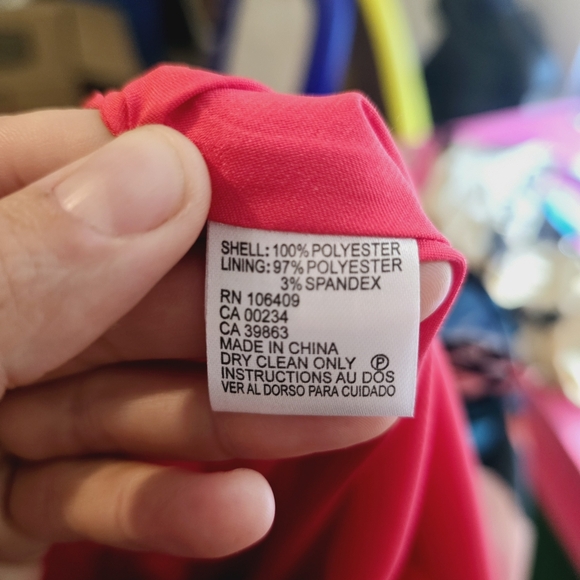 SHELL: 100% POLYESTER
LINING: 97% POLYESTER
3% SPANDEX
RN 106409
CA 00234
CA 39863
MADE IN CHINA
DRY CLEAN ONLY Ⓟ
INSTRUCTIONS AU DOS
VER AL DORSO PARA CUIDADO